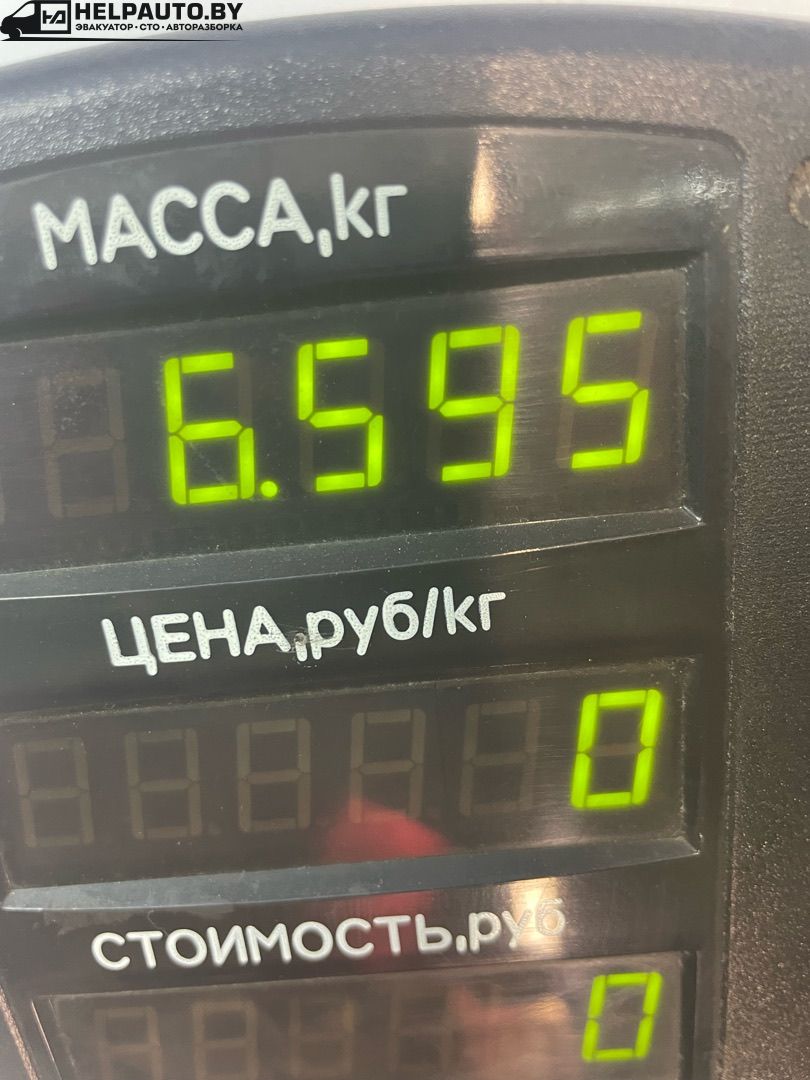 HELPAUTO.BY
ЭВАКУАТОР • СТО • АВТОРАЗБОРКА
МАССА,кг
6.595
ЦЕНА,руб/кг
0
СТОИМОСТЬ,руб
0